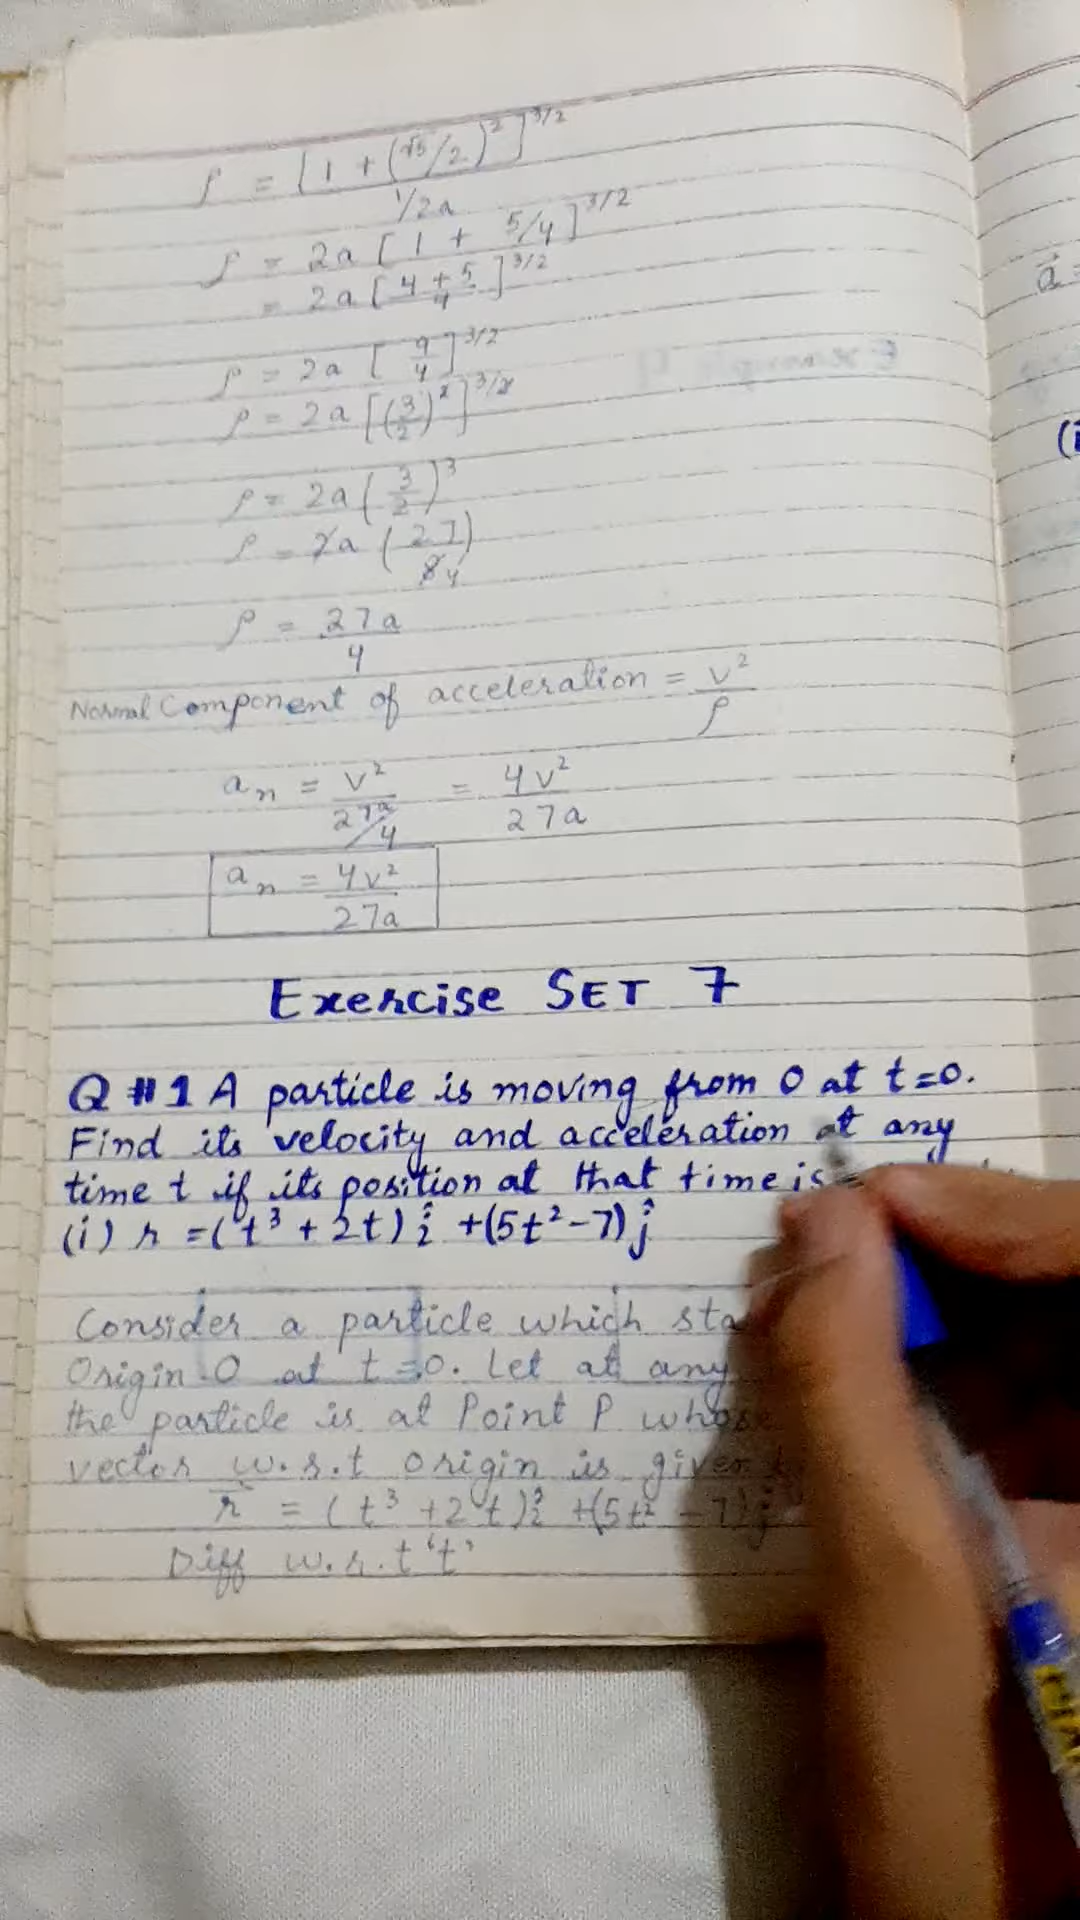 ρ = [1 + (√5/2)²]^3/2
1/2a
ρ = 2a [1 + 5/4]^3/2
= 2a [4+5/4]^3/2
ρ = 2a [9/4]^3/2
ρ = 2a [(3/2)²]^3/2
ρ = 2a (3/2)³
ρ = 2a (27/8 4)
ρ = 27a/4
Normal Component of acceleration = v²/ρ
aₙ = v²/27a/4 = 4v²/27a
aₙ = 4v²/27a
Exercise SET 7
Q #1 A particle is moving from O at t=0.
Find its velocity and acceleration at any
time t if its position at that time is
(i) r = (t³ + 2t) i + (5t² - 7) j
Consider a particle which
Origin O at t=0. Let at any
the particle is at Point P
vector w.r.t origin is given
r⃗ = (t³ + 2t) i + (5t² - 7) j
Diff w.r.t 't'
a⃗ =
(i